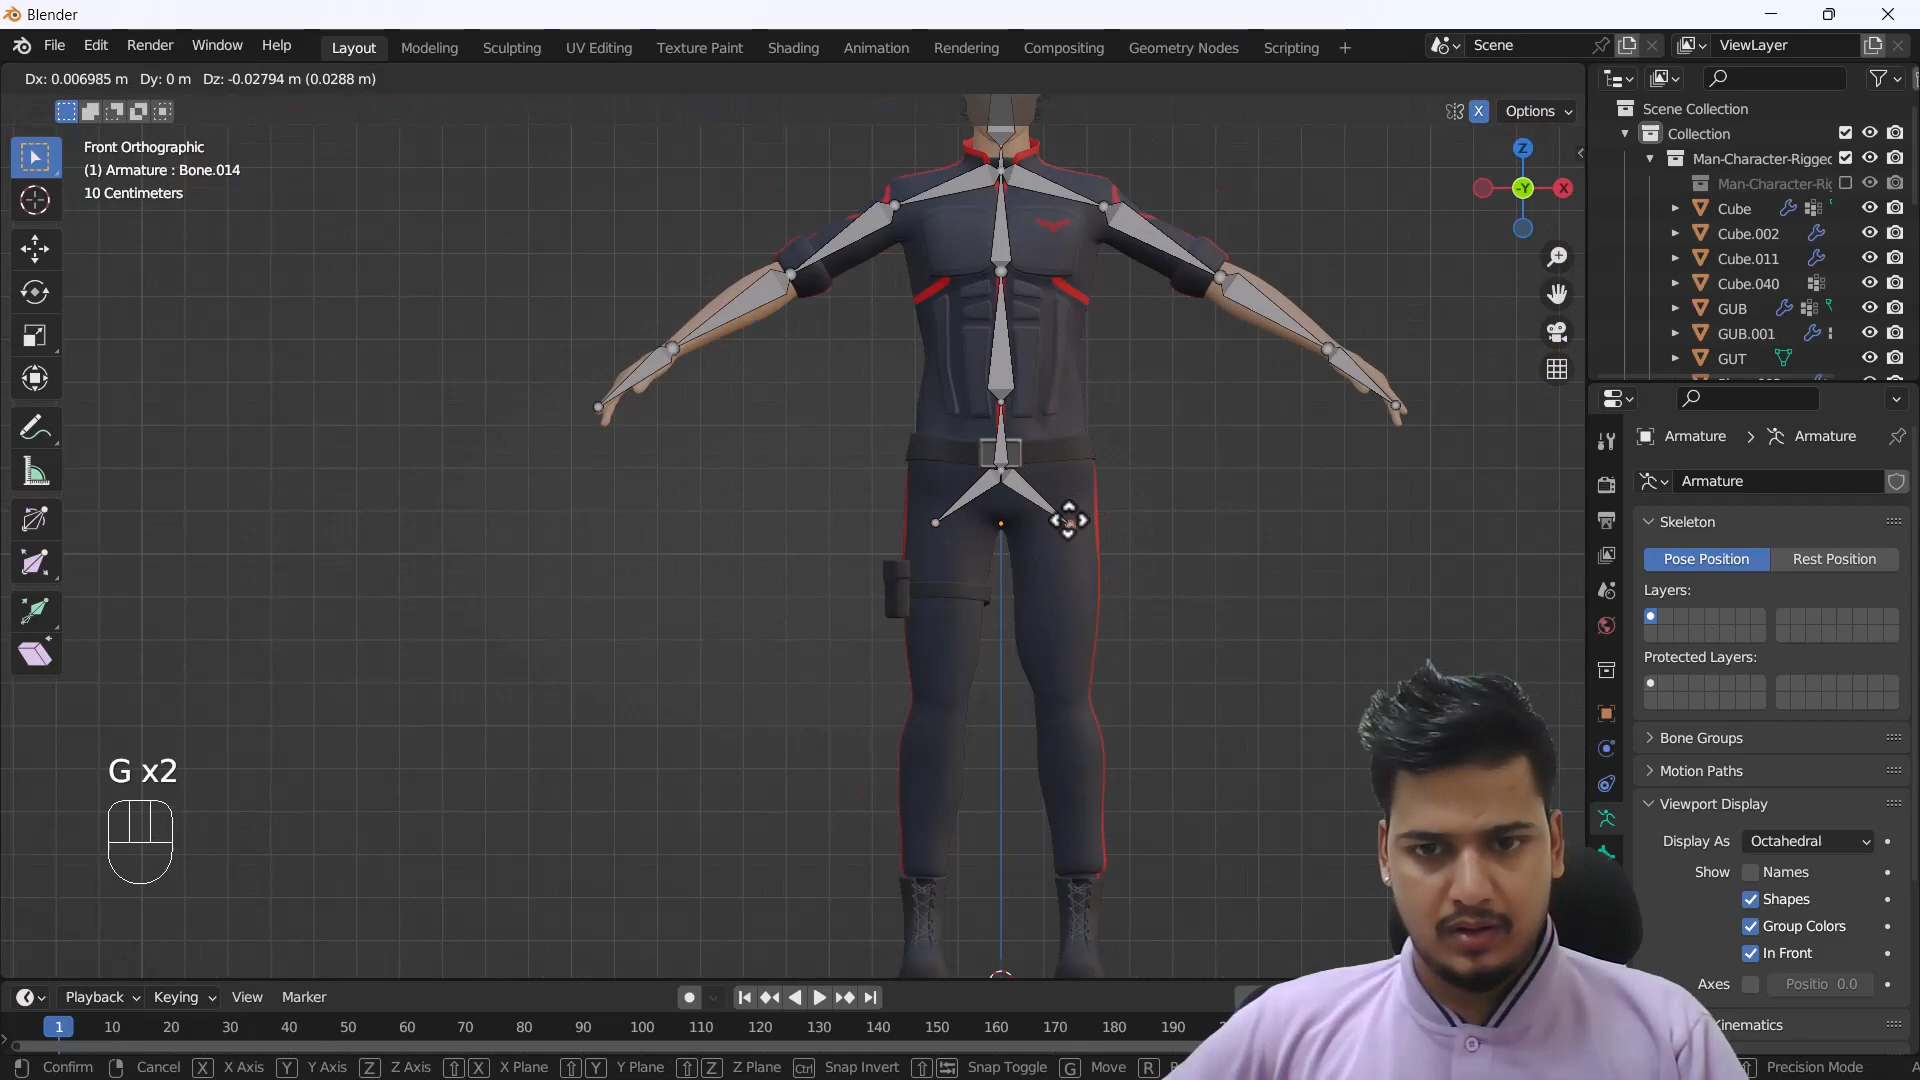 Blender
File Edit Render Window Help Layout Modeling Sculpting UV Editing Texture Paint Shading Animation Rendering Compositing Geometry Nodes Scripting + Scene ViewLayer
Dx: 0.006985 m Dy: 0 m Dz: -0.02794 m (0.0288 m)
X Options
Front Orthographic
(1) Armature : Bone.014
10 Centimeters
Z
-Y
X
Scene Collection
Collection
Man-Character-Rigged
Man-Character-Ri
Cube
Cube.002
Cube.011
Cube.040
GUB
GUB.001
GUT
Armature > Armature
Armature
Skeleton
Pose Position Rest Position
Layers:
Protected Layers:
Bone Groups
Motion Paths
Viewport Display
Display As Octahedral
Show Names
Shapes
Group Colors
In Front
Axes Positio 0.0
Kinematics
G x2
Playback Keying View Marker
1 10 20 30 40 50 60 70 80 90 100 110 120 130 140 150 160 170 180 190
Confirm Cancel X X Axis Y Y Axis Z Z Axis X X Plane Y Y Plane Z Z Plane Ctrl Snap Invert Snap Toggle G Move R Precision Mode